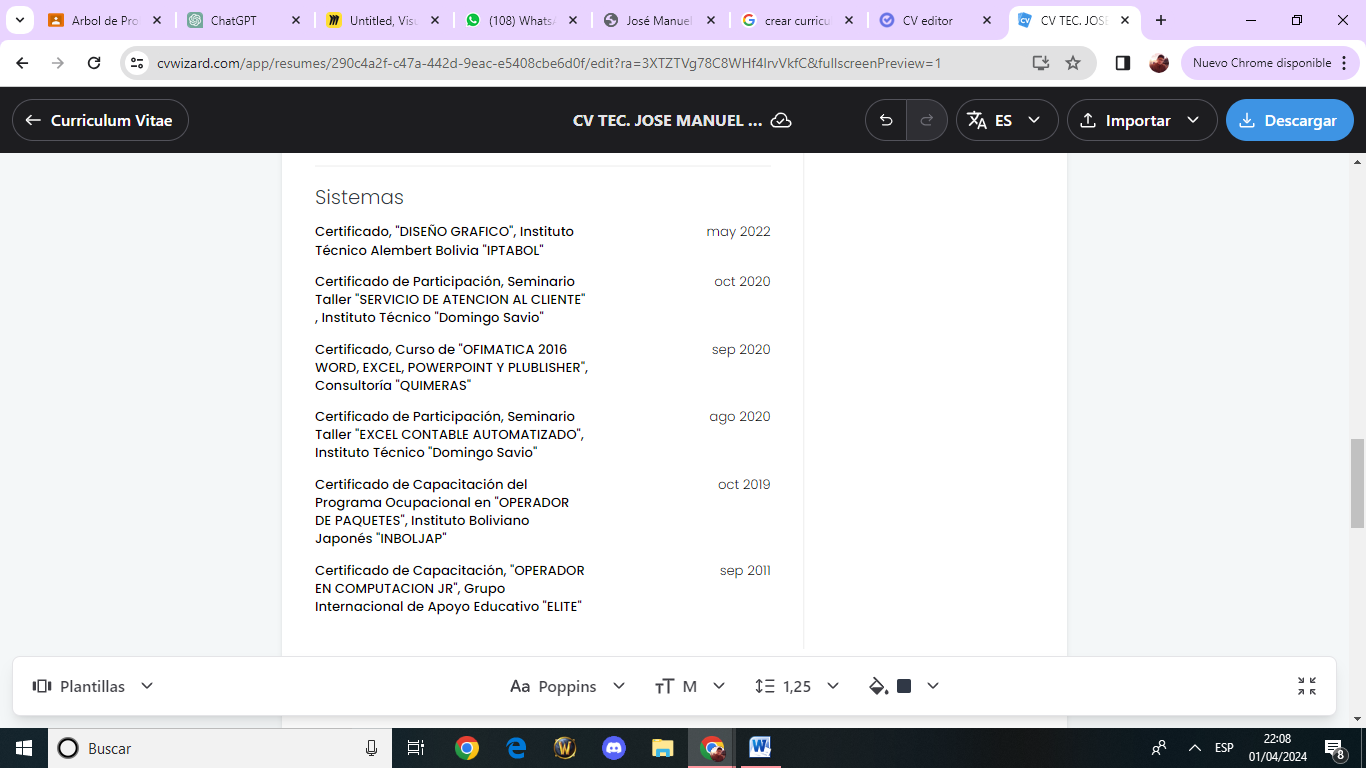 Arbol de Pro
ChatGPT
Untitled, Visu
(108) WhatsA
José Manuel
crear curricu
CV editor
CV TEC. JOSE
cvwizard.com/app/resumes/290c4a2f-c47a-442d-9eac-e5408cbe6d0f/edit?ra=3XTZTVg78C8WHf4lrvVkfC&fullscreenPreview=1
Nuevo Chrome disponible
Curriculum Vitae
CV TEC. JOSE MANUEL ...
ES
Importar
Descargar
Sistemas
Certificado, "DISEÑO GRAFICO", Instituto may 2022
Técnico Alembert Bolivia "IPTABOL"
Certificado de Participación, Seminario oct 2020
Taller "SERVICIO DE ATENCION AL CLIENTE"
, Instituto Técnico "Domingo Savio"
Certificado, Curso de "OFIMATICA 2016 sep 2020
WORD, EXCEL, POWERPOINT Y PLUBLISHER",
Consultoría "QUIMERAS"
Certificado de Participación, Seminario ago 2020
Taller "EXCEL CONTABLE AUTOMATIZADO",
Instituto Técnico "Domingo Savio"
Certificado de Capacitación del oct 2019
Programa Ocupacional en "OPERADOR
DE PAQUETES", Instituto Boliviano
Japonés "INBOLJAP"
Certificado de Capacitación, "OPERADOR sep 2011
EN COMPUTACION JR", Grupo
Internacional de Apoyo Educativo "ELITE"
Plantillas
Aa Poppins
TT M
1,25
Buscar
ESP
22:08
01/04/2024
8